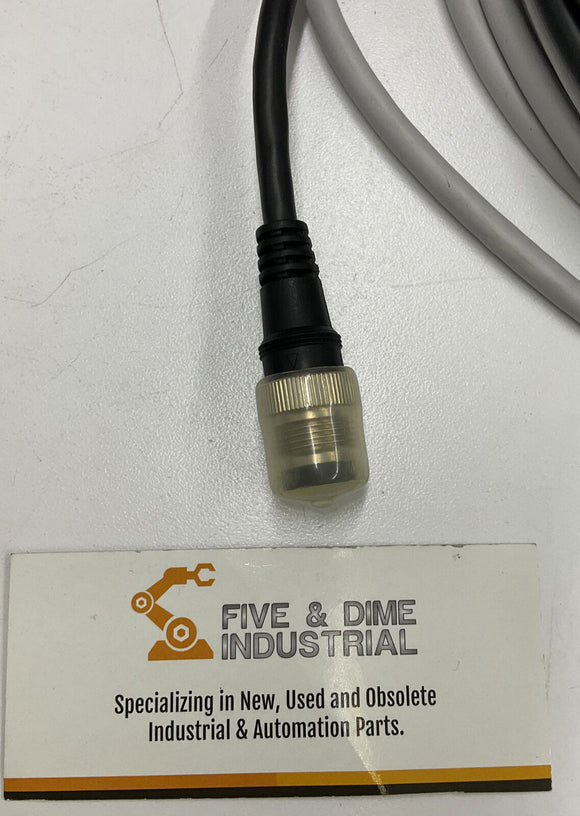 FIVE & DIME
INDUSTRIAL
Specializing in New, Used and Obsolete
Industrial & Automation Parts.